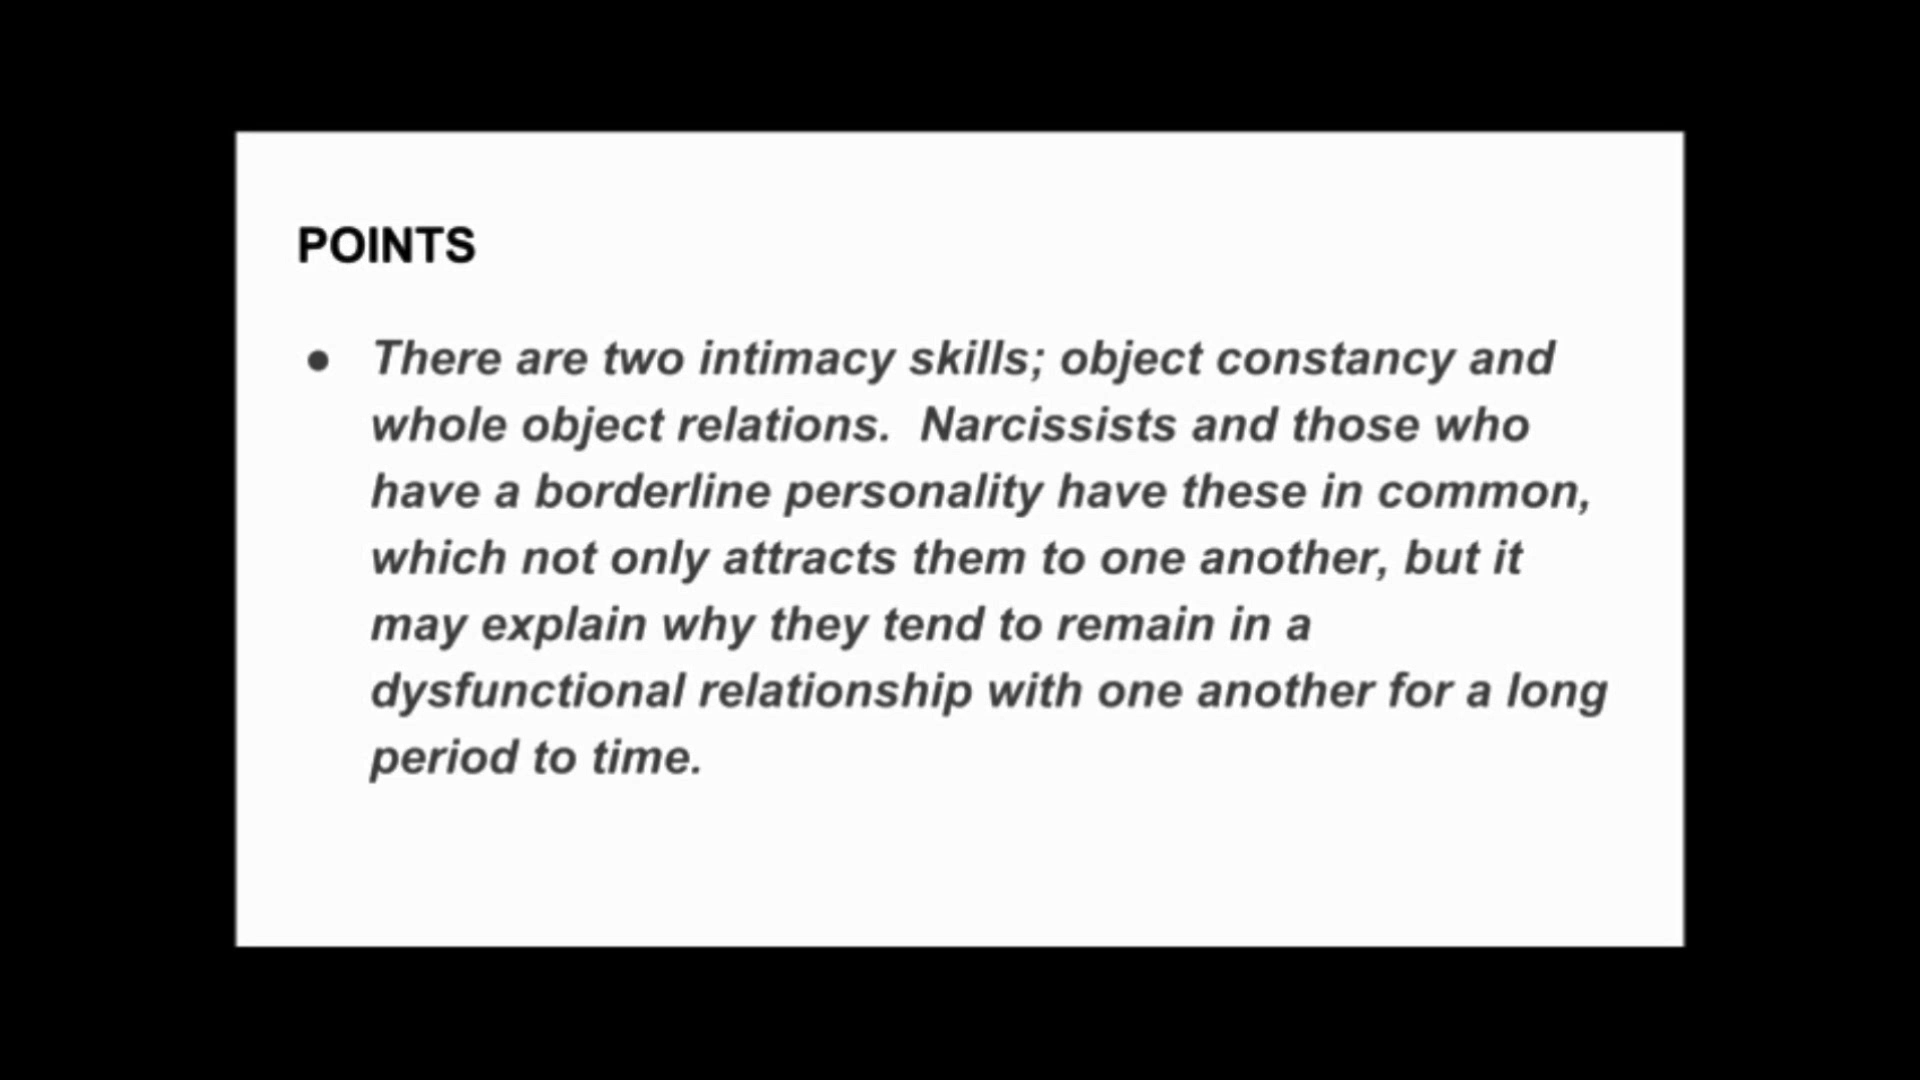 POINTS
● There are two intimacy skills; object constancy and
whole object relations.  Narcissists and those who
have a borderline personality have these in common,
which not only attracts them to one another, but it
may explain why they tend to remain in a
dysfunctional relationship with one another for a long
period to time.